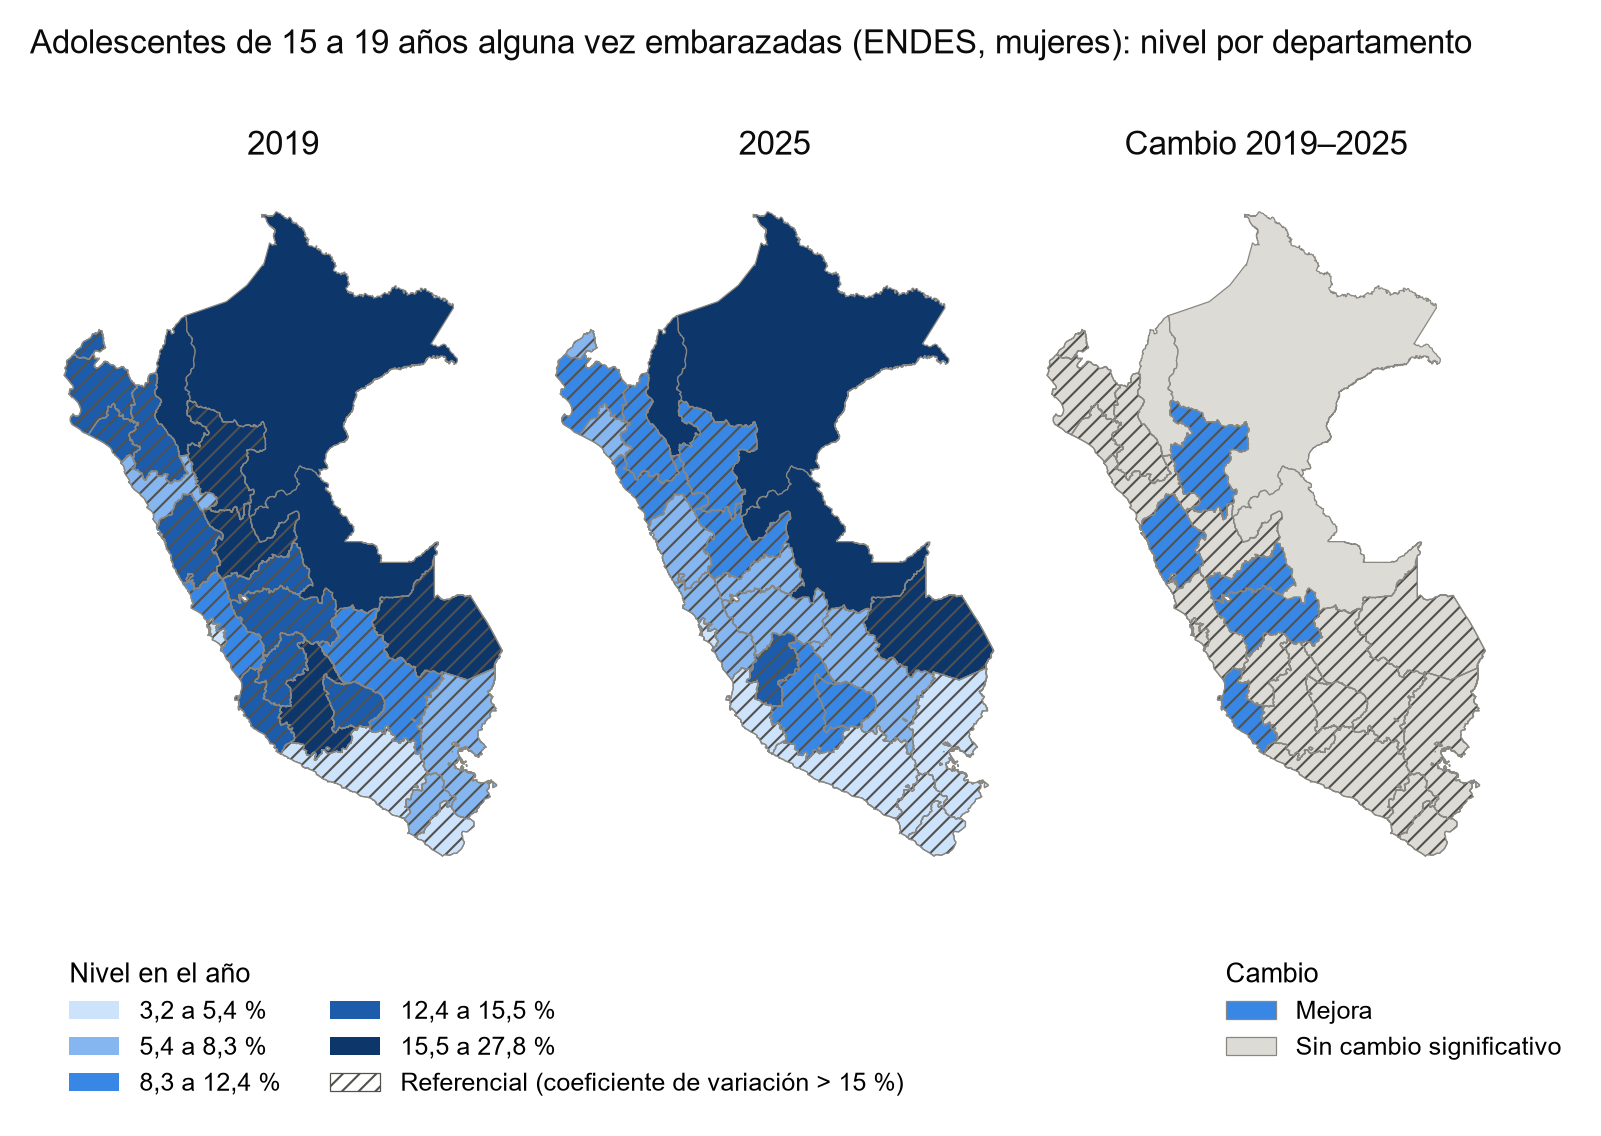 Adolescentes de 15 a 19 años alguna vez embarazadas (ENDES, mujeres): nivel por departamento
2019
2025
Cambio 2019–2025
Nivel en el año
3,2 a 5,4 %
5,4 a 8,3 %
8,3 a 12,4 %
12,4 a 15,5 %
15,5 a 27,8 %
Referencial (coeficiente de variación > 15 %)
Cambio
Mejora
Sin cambio significativo